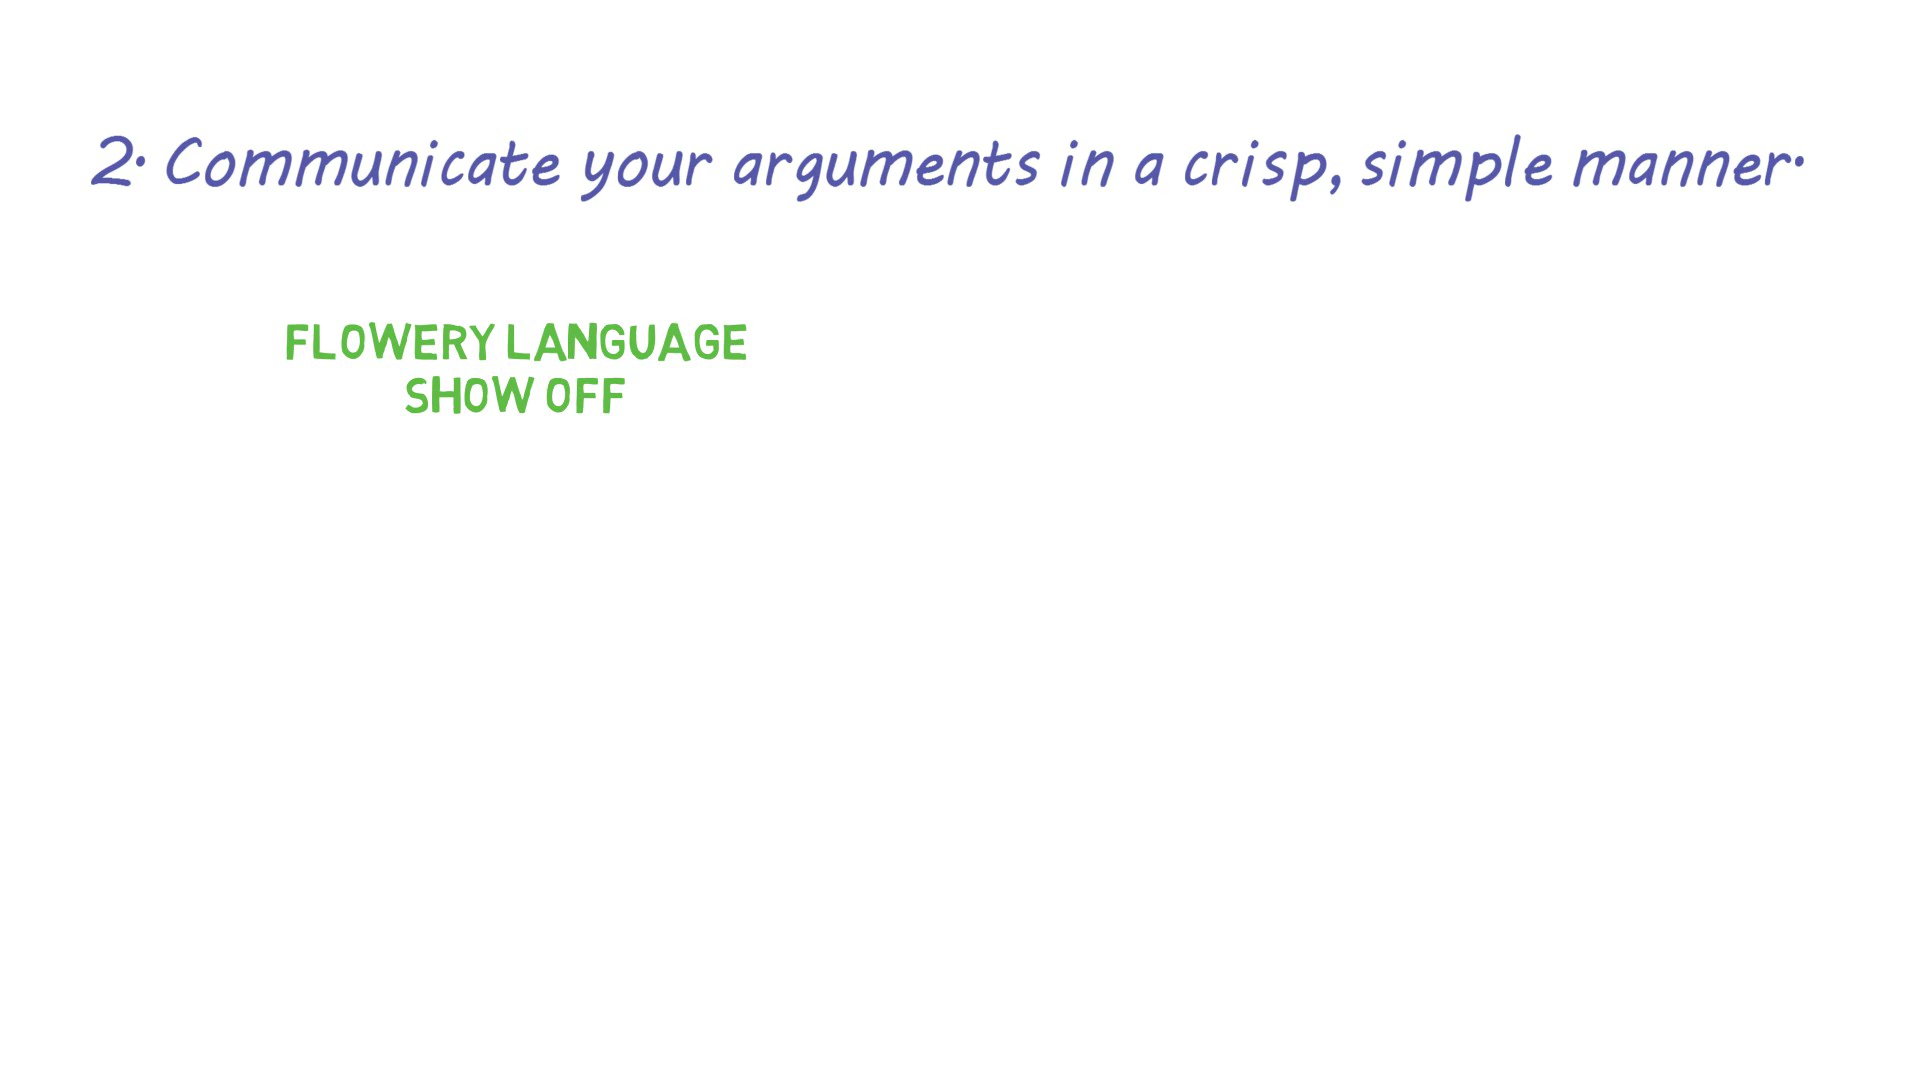 2. Communicate your arguments in a crisp, simple manner.
FLOWERY LANGUAGE
SHOW OFF